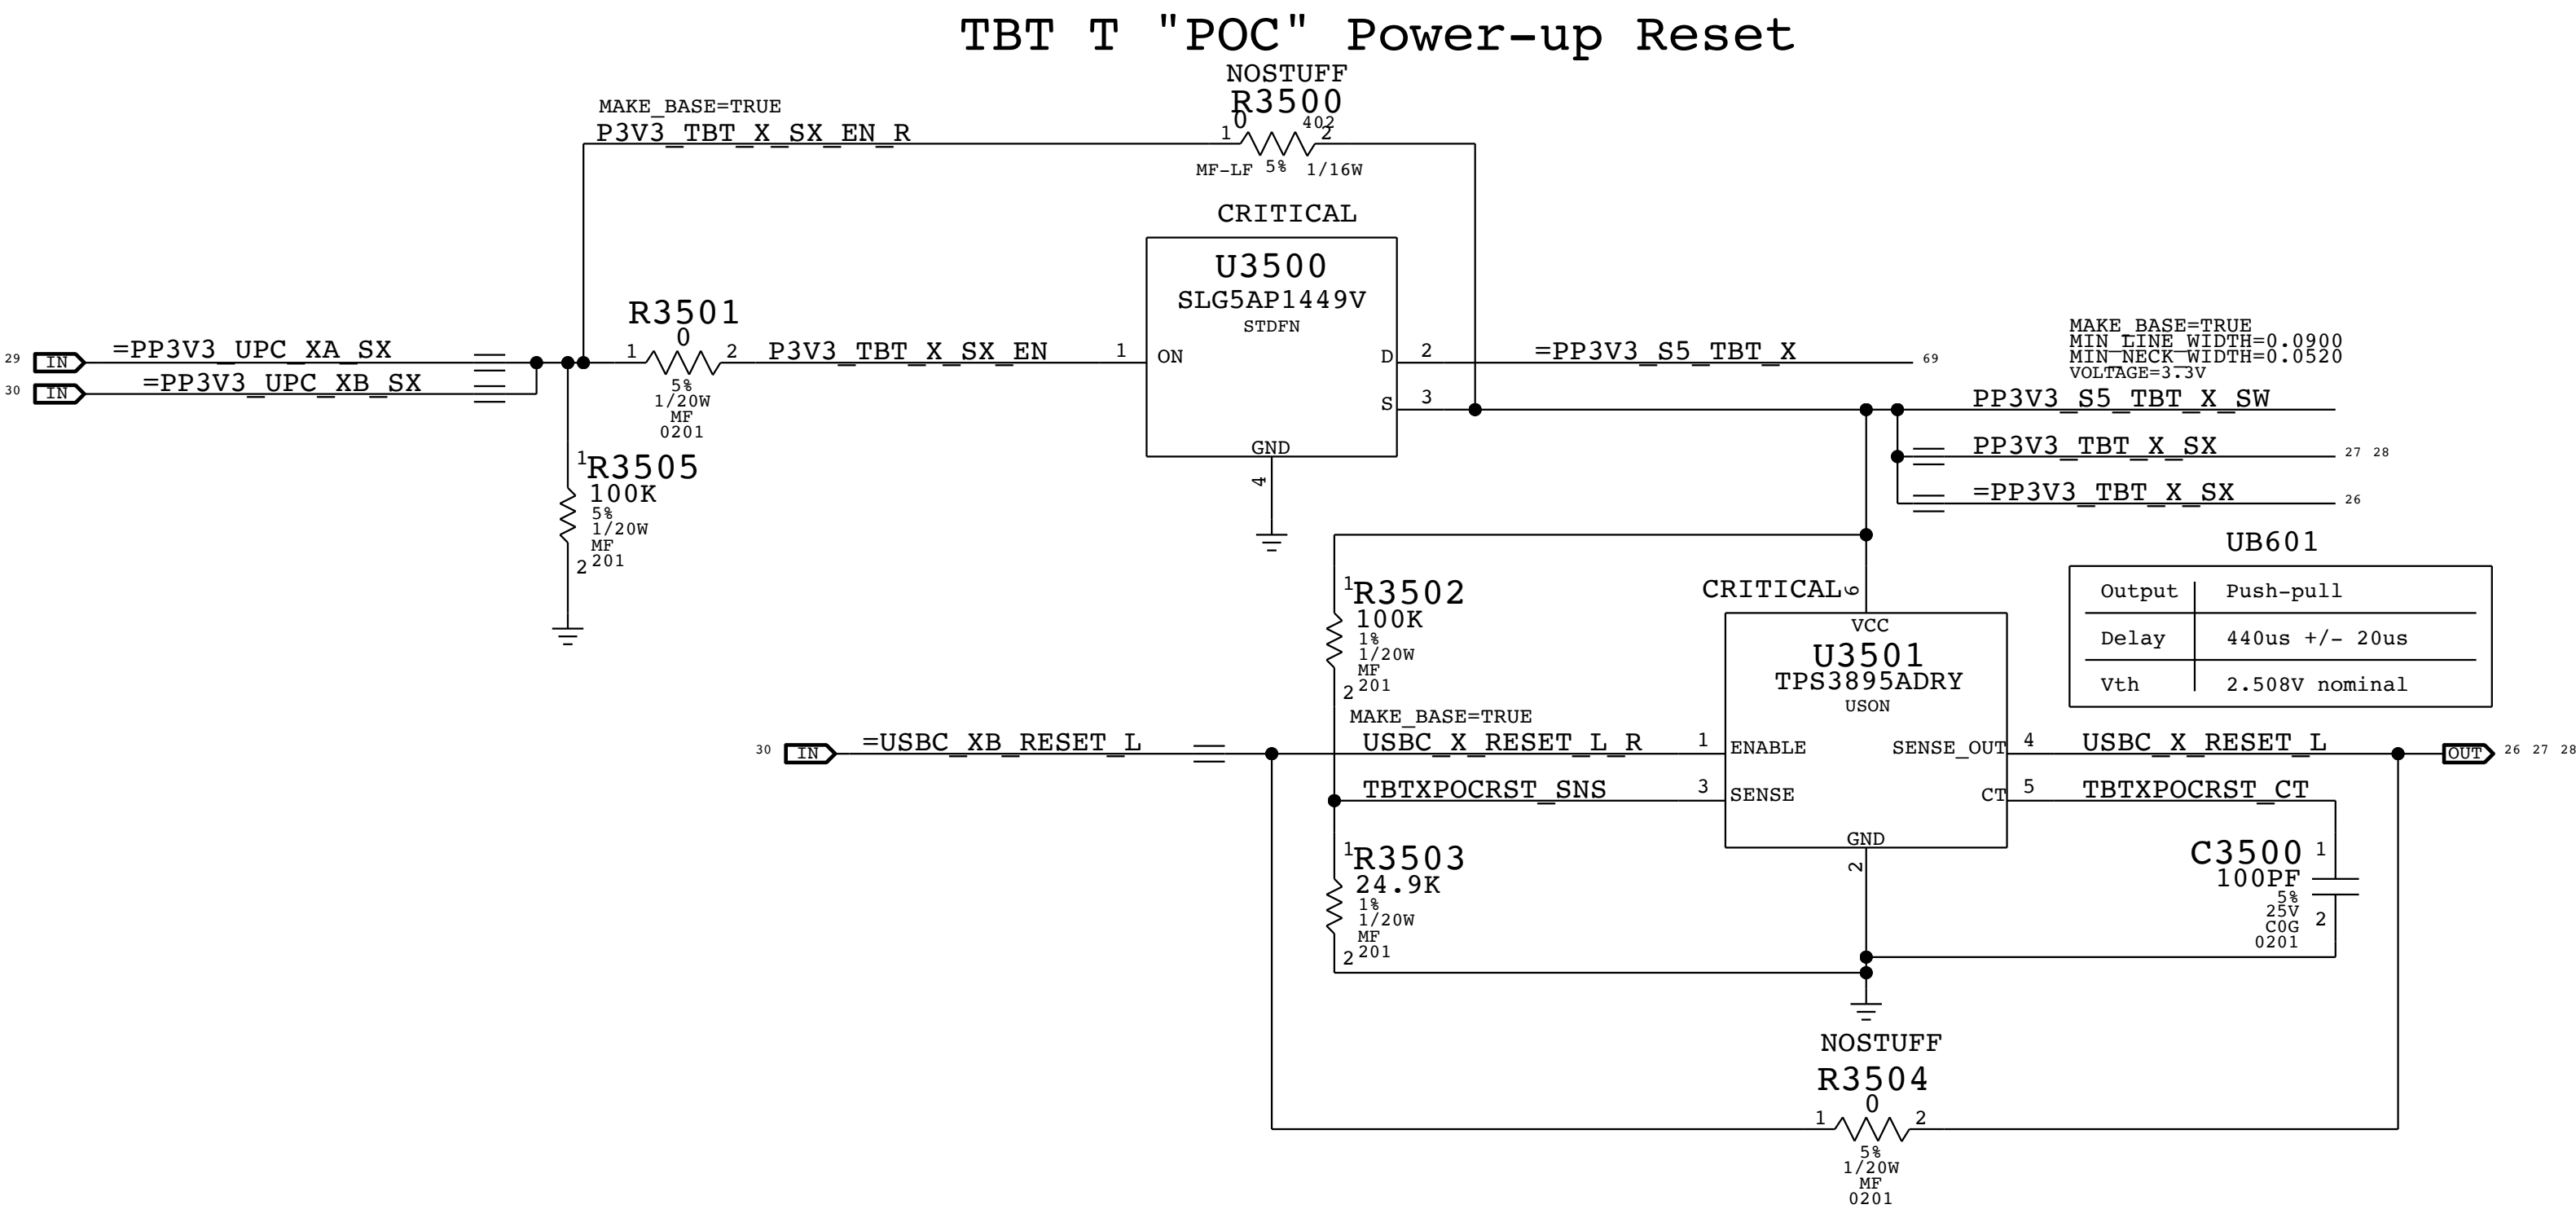 TBT T "POC" Power-up Reset
NOSTUFF
R3500
0
402
1
2
MF-LF
5%
1/16W
MAKE_BASE=TRUE
P3V3_TBT_X_SX_EN_R
CRITICAL
U3500
SLG5AP1449V
STDFN
ON
D
S
GND
1
2
3
4
29
IN
=PP3V3_UPC_XA_SX
30
IN
=PP3V3_UPC_XB_SX
R3501
0
1
2
5%
1/20W
MF
0201
P3V3_TBT_X_SX_EN
1
R3505
100K
5%
1/20W
MF
201
2
=PP3V3_S5_TBT_X
69
MAKE_BASE=TRUE
MIN_LINE_WIDTH=0.0900
MIN_NECK_WIDTH=0.0520
VOLTAGE=3.3V
PP3V3_S5_TBT_X_SW
PP3V3_TBT_X_SX
27 28
=PP3V3_TBT_X_SX
26
UB601
Output Push-pull
Delay 440us +/- 20us
Vth 2.508V nominal
1
R3502
100K
1%
1/20W
MF
201
2
CRITICAL
6
VCC
U3501
TPS3895ADRY
USON
ENABLE
SENSE_OUT
SENSE
CT
GND
1
3
4
5
2
30
IN
=USBC_XB_RESET_L
MAKE_BASE=TRUE
USBC_X_RESET_L_R
TBTXPOCRST_SNS
USBC_X_RESET_L
OUT
26 27 28
TBTXPOCRST_CT
1
R3503
24.9K
1%
1/20W
MF
201
2
C3500
1
100PF
5%
25V
C0G
0201
2
NOSTUFF
R3504
0
1
2
5%
1/20W
MF
0201